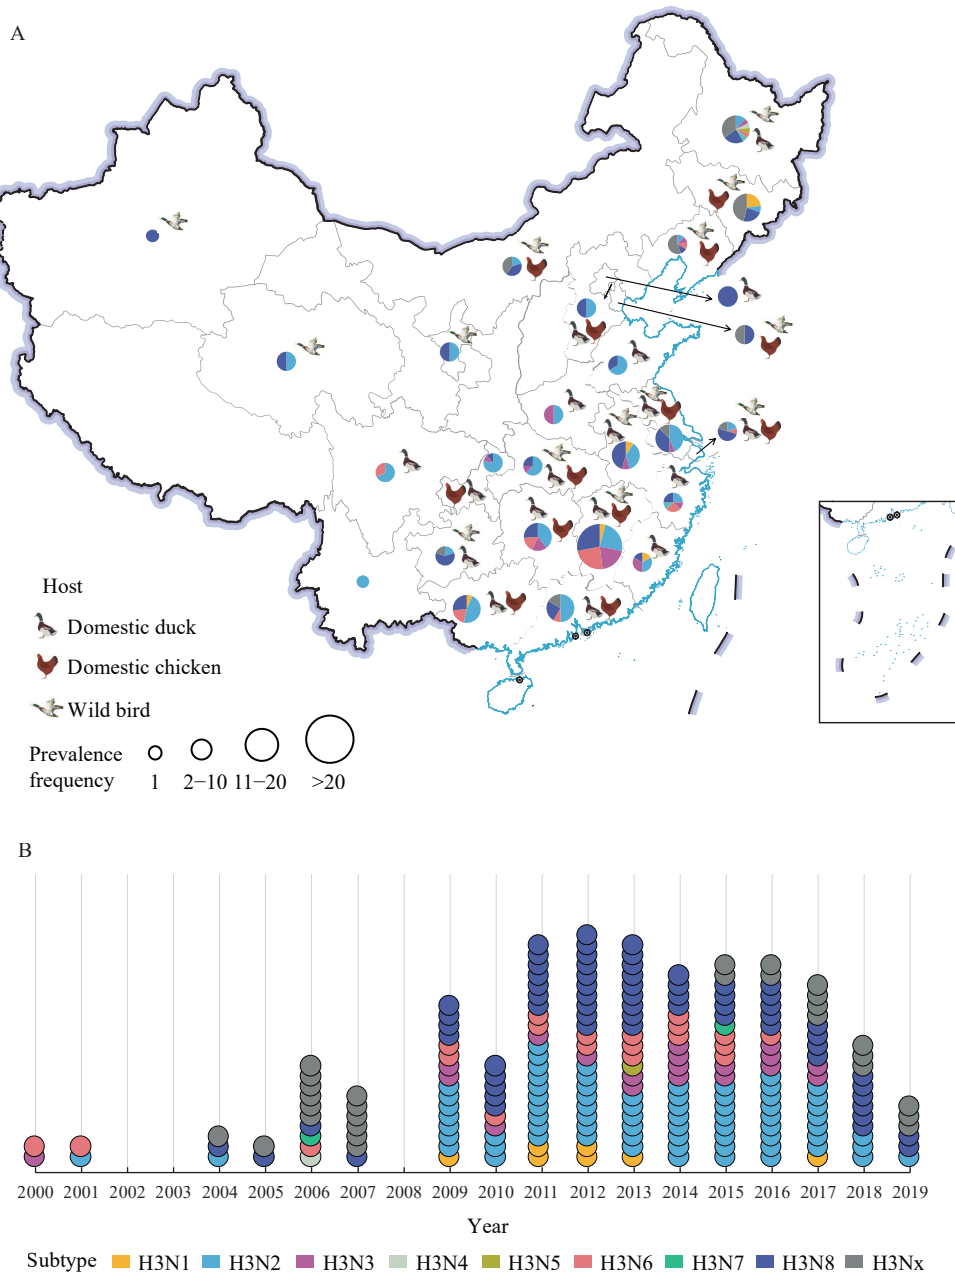 A
Host
Domestic duck
Domestic chicken
Wild bird
Prevalence
frequency
1 2−10 11−20 >20
B
2000 2001 2002 2003 2004 2005 2006 2007 2008 2009 2010 2011 2012 2013 2014 2015 2016 2017 2018 2019
Year
Subtype H3N1 H3N2 H3N3 H3N4 H3N5 H3N6 H3N7 H3N8 H3Nx